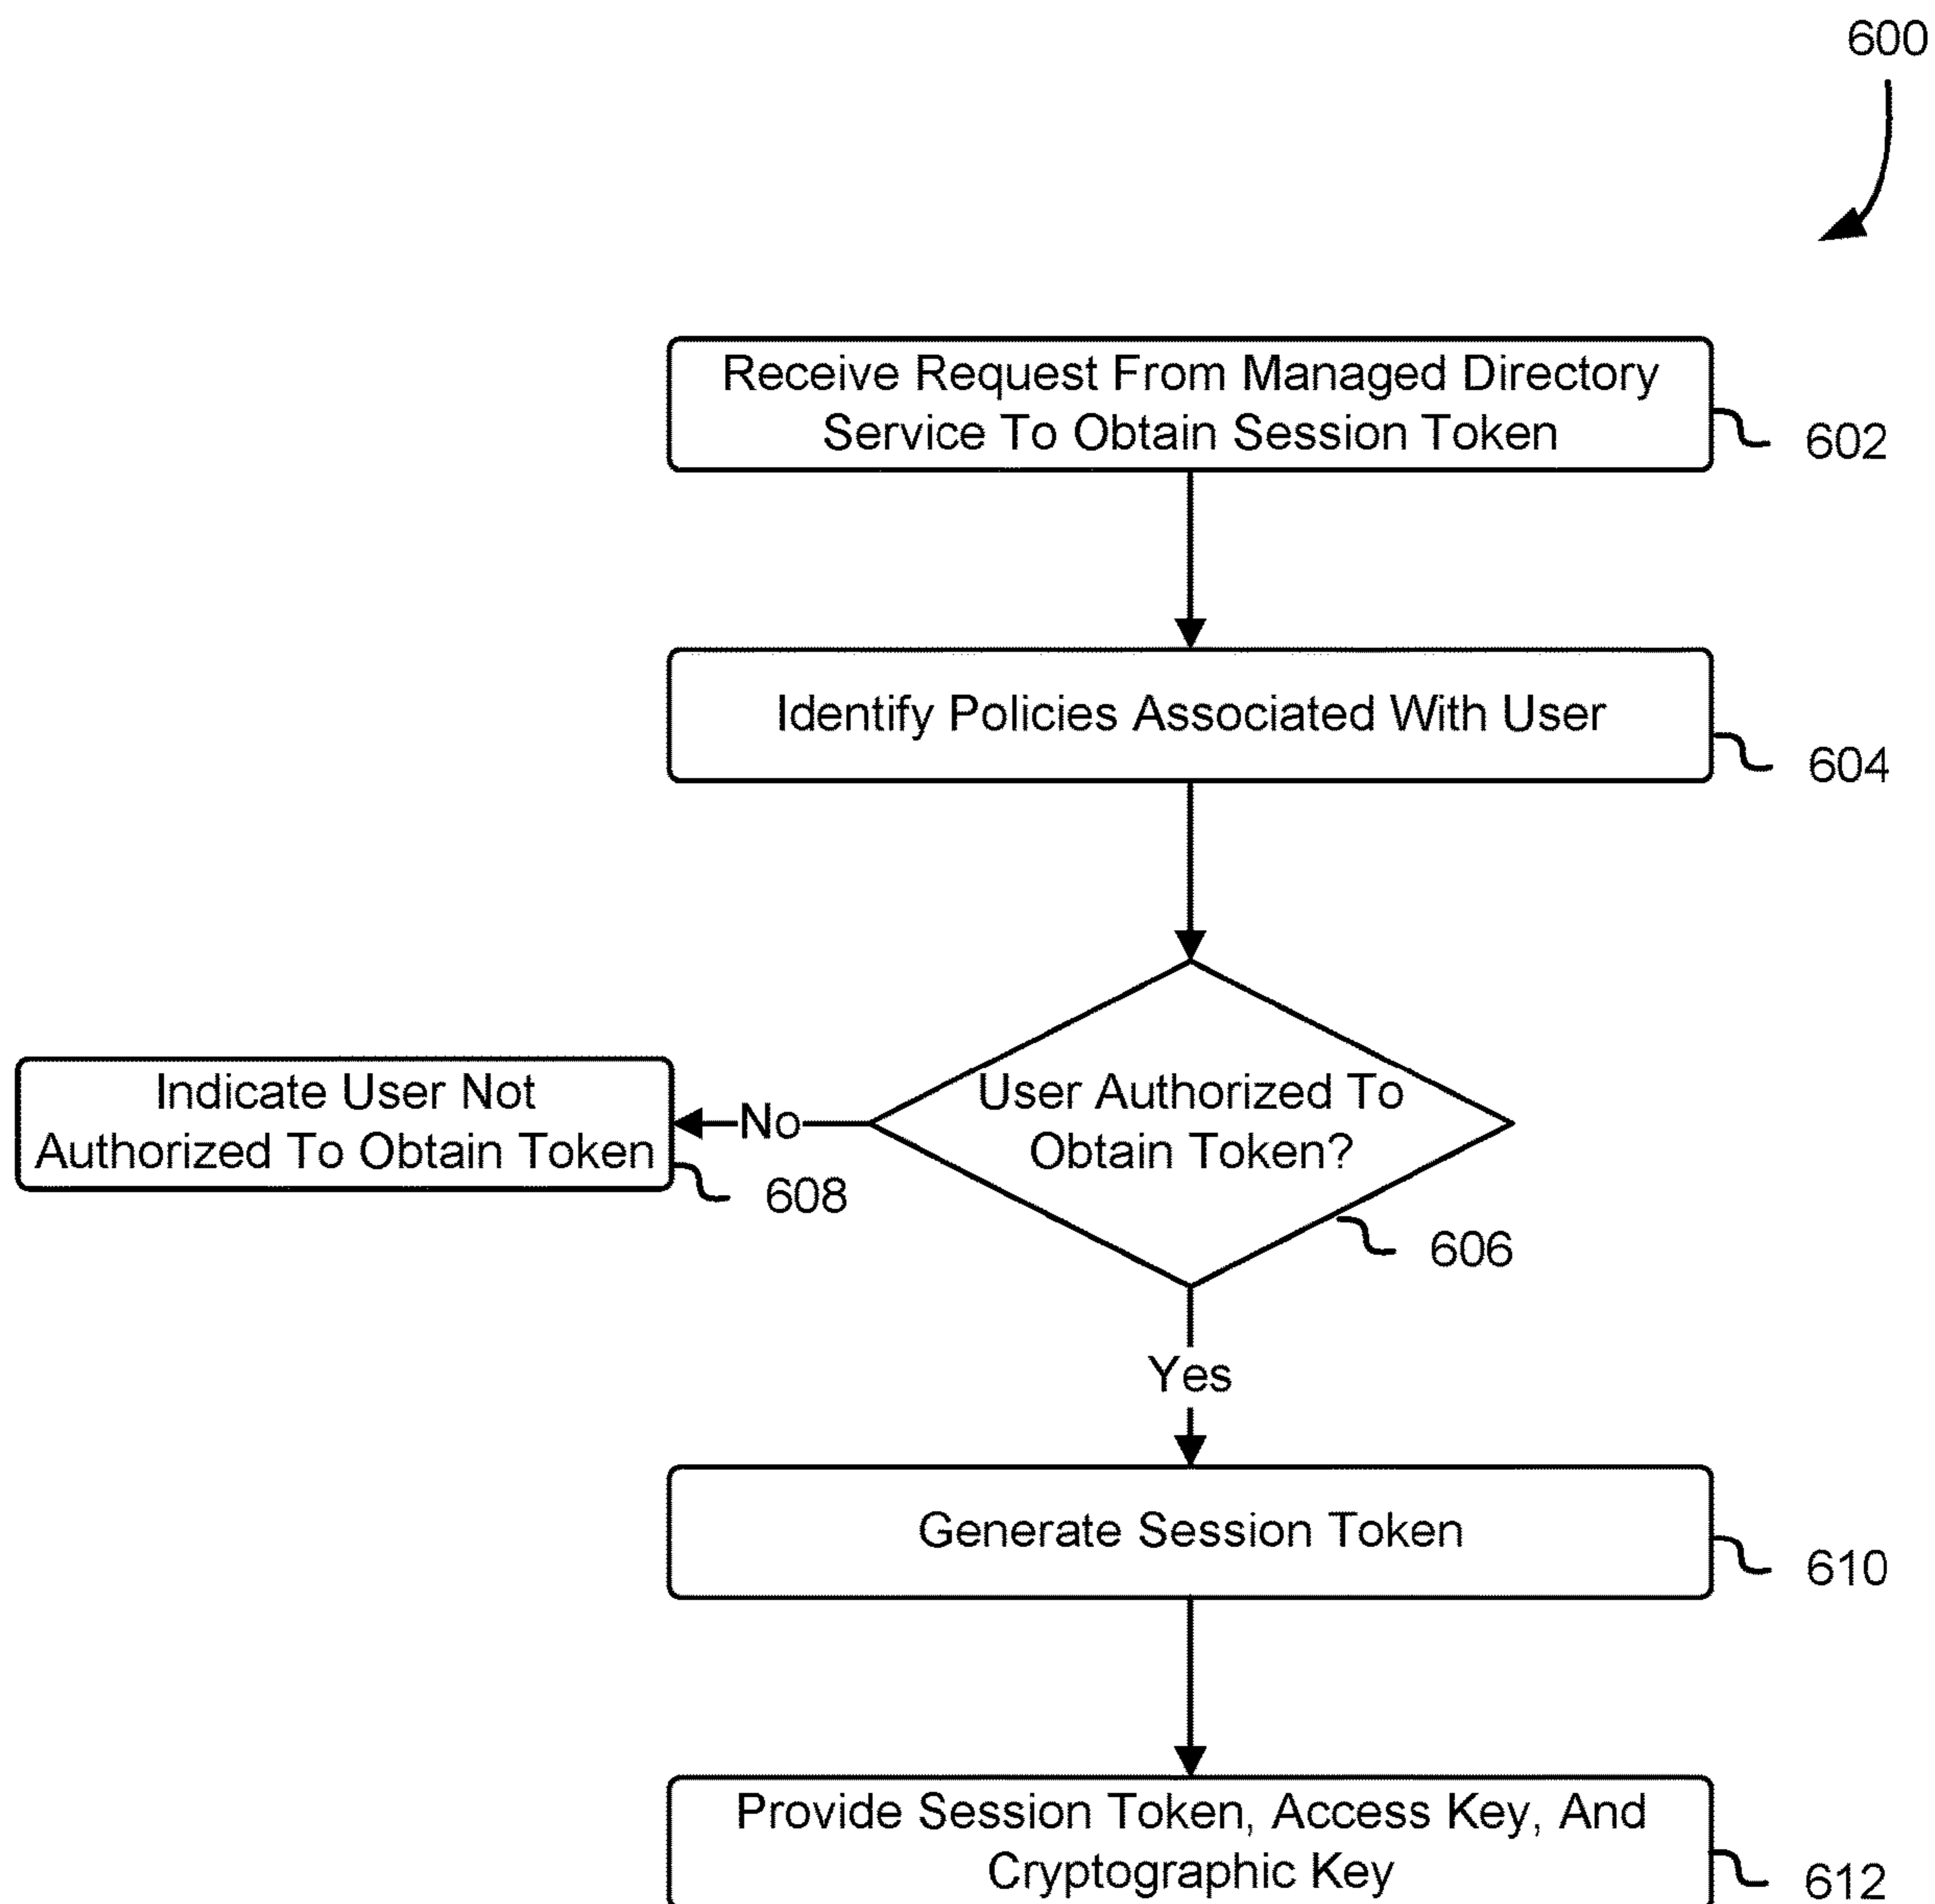 600
Receive Request From Managed Directory
Service To Obtain Session Token
602
Identify Policies Associated With User
604
User Authorized To
Obtain Token?
606
No
Indicate User Not
Authorized To Obtain Token
608
Yes
Generate Session Token
610
Provide Session Token, Access Key, And
Cryptographic Key
612